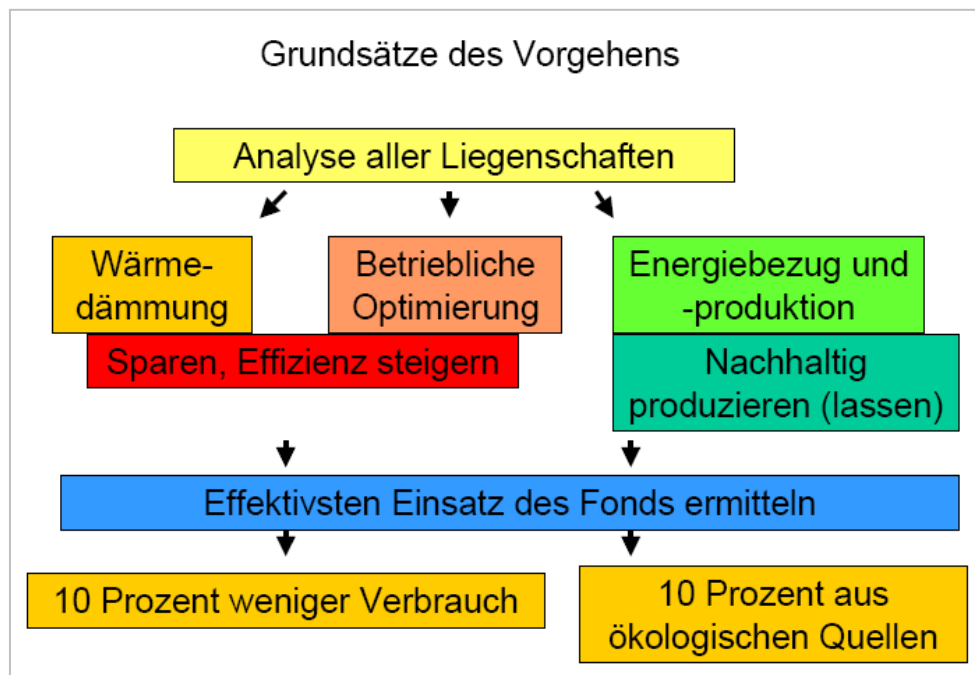 Grundsätze des Vorgehens
Analyse aller Liegenschaften
Wärme-
dämmung
Betriebliche
Optimierung
Energiebezug und
-produktion
Sparen, Effizienz steigern
Nachhaltig
produzieren (lassen)
Effektivsten Einsatz des Fonds ermitteln
10 Prozent weniger Verbrauch
10 Prozent aus
ökologischen Quellen